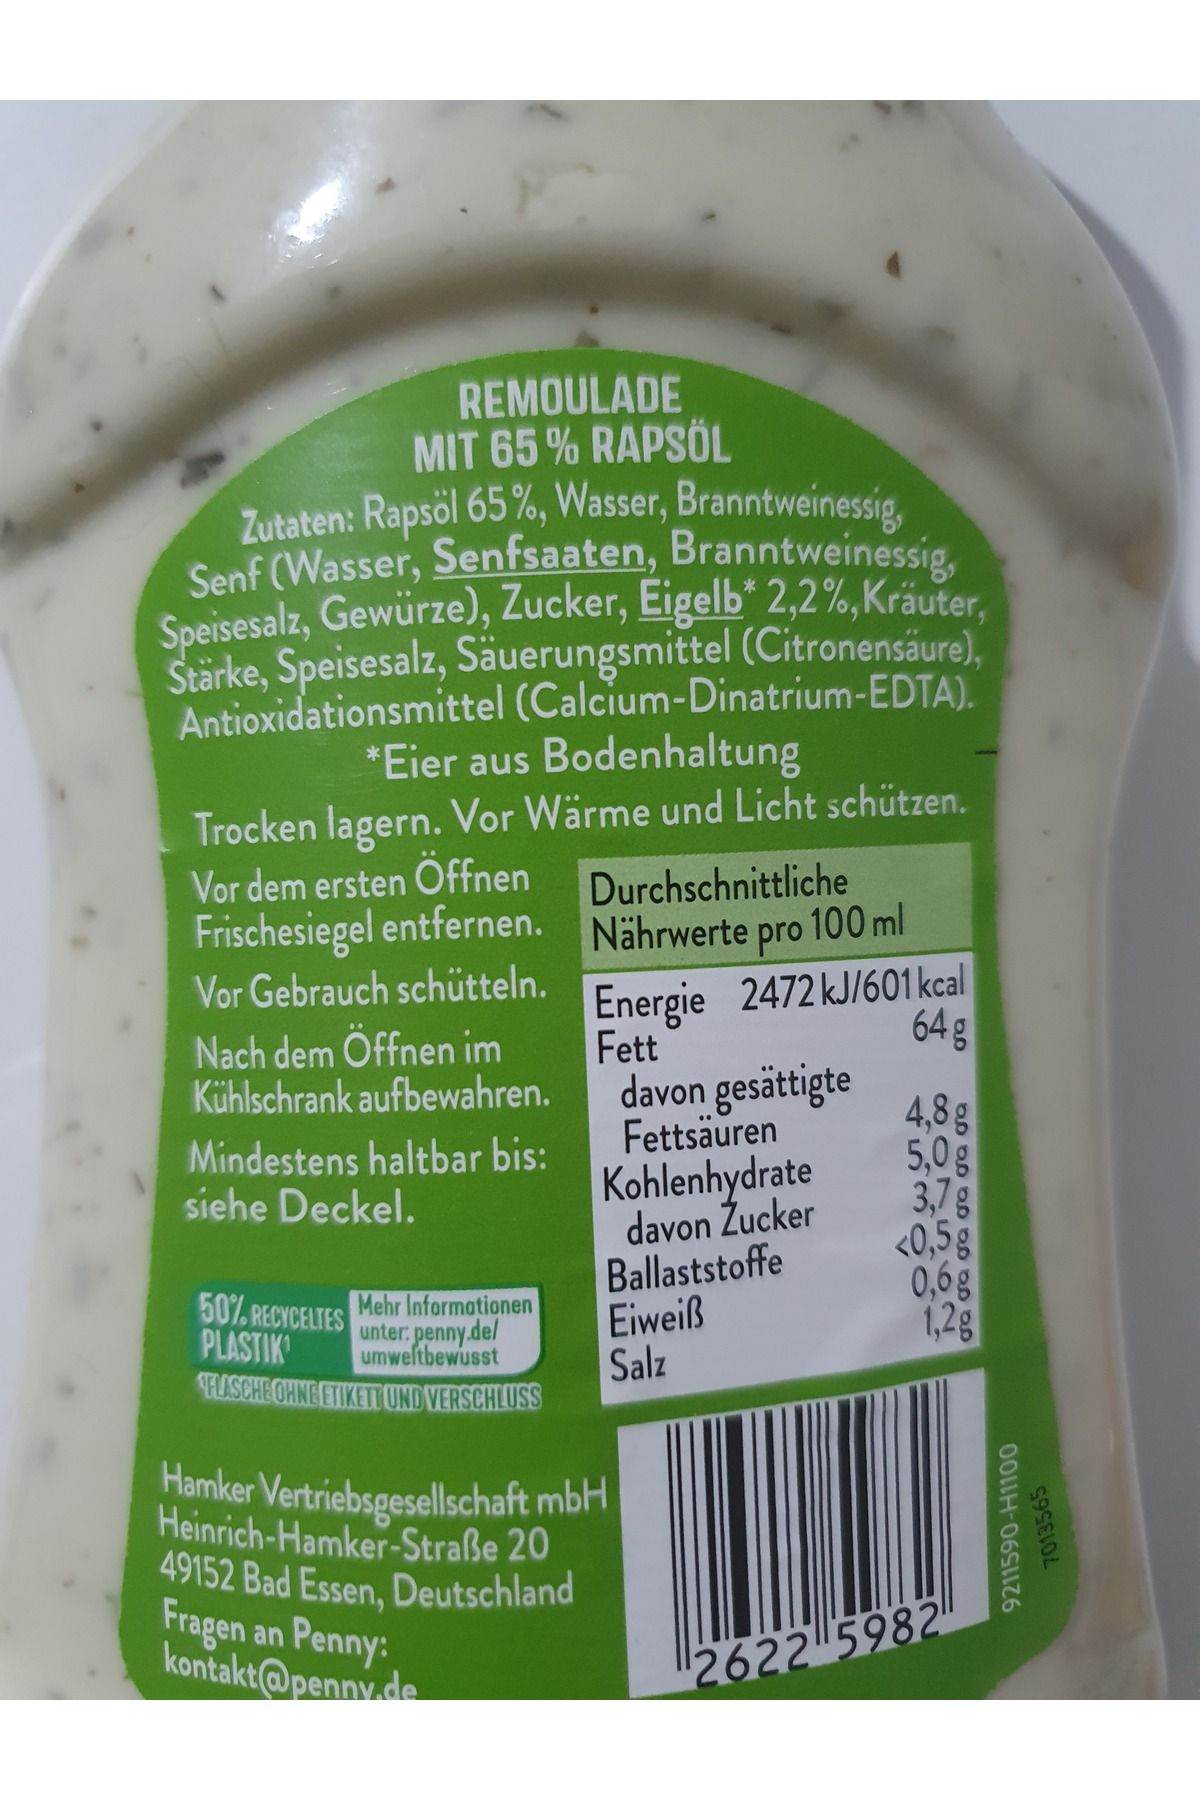 REMOULADE
MIT 65 % RAPSÖL
Zutaten: Rapsöl 65 %, Wasser, Branntweinessig,
Senf (Wasser, Senfsaaten, Branntweinessig,
Speisesalz, Gewürze), Zucker, Eigelb* 2,2 %, Kräuter,
Stärke, Speisesalz, Säuerungsmittel (Citronensäure),
Antioxidationsmittel (Calcium-Dinatrium-EDTA).
*Eier aus Bodenhaltung
Trocken lagern. Vor Wärme und Licht schützen.
Vor dem ersten Öffnen
Frischesiegel entfernen.
Vor Gebrauch schütteln.
Nach dem Öffnen im
Kühlschrank aufbewahren.
Mindestens haltbar bis:
siehe Deckel.
Durchschnittliche
Nährwerte pro 100 ml
Energie 2472 kJ/601 kcal
Fett 64 g
davon gesättigte
Fettsäuren 4,8 g
Kohlenhydrate 5,0 g
davon Zucker 3,7 g
Ballaststoffe <0,5 g
Eiweiß 0,6 g
Salz 1,2 g
50% RECYCELTES
PLASTIK¹
Mehr Informationen
unter: penny.de/
umweltbewusst
¹FLASCHE OHNE ETIKETT UND VERSCHLUSS
Hamker Vertriebsgesellschaft mbH
Heinrich-Hamker-Straße 20
49152 Bad Essen, Deutschland
Fragen an Penny:
kontakt@penny.de
2622 5982
9211590-H1100
7013565